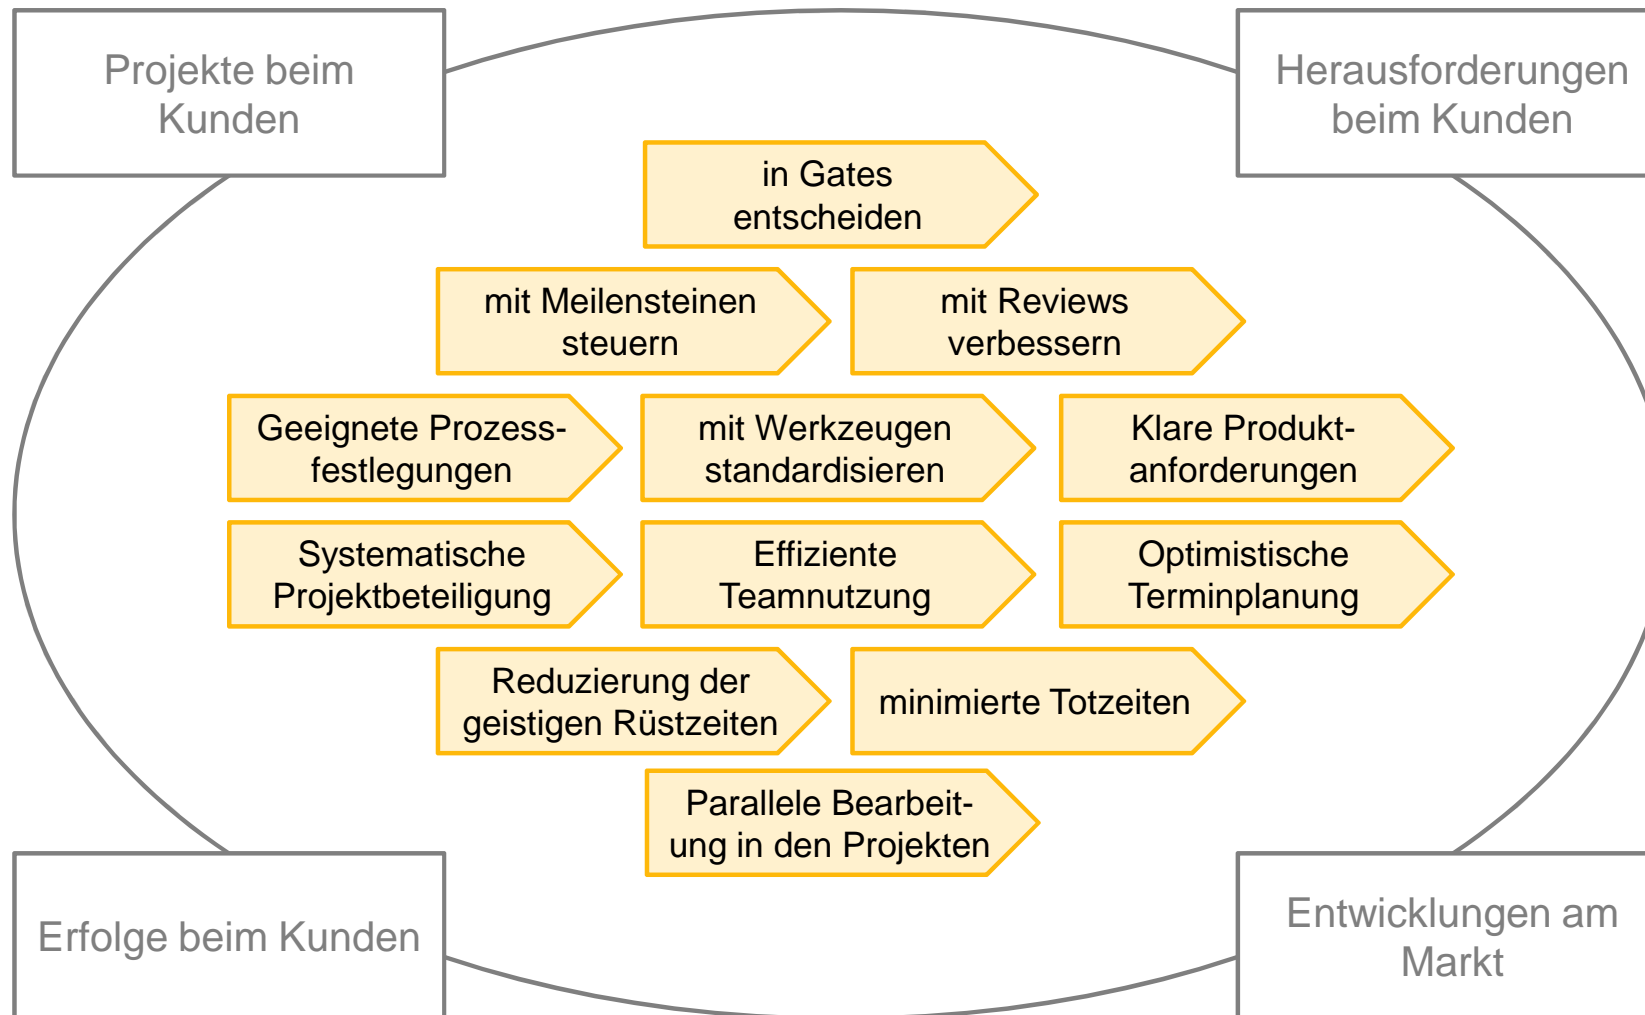 Projekte beim
Kunden
Herausforderungen
beim Kunden
in Gates
entscheiden
mit Meilensteinen
steuern
mit Reviews
verbessern
Geeignete Prozess-
festlegungen
mit Werkzeugen
standardisieren
Klare Produkt-
anforderungen
Systematische
Projektbeteiligung
Effiziente
Teamnutzung
Optimistische
Terminplanung
Reduzierung der
geistigen Rüstzeiten
minimierte Totzeiten
Parallele Bearbeit-
ung in den Projekten
Erfolge beim Kunden
Entwicklungen am
Markt